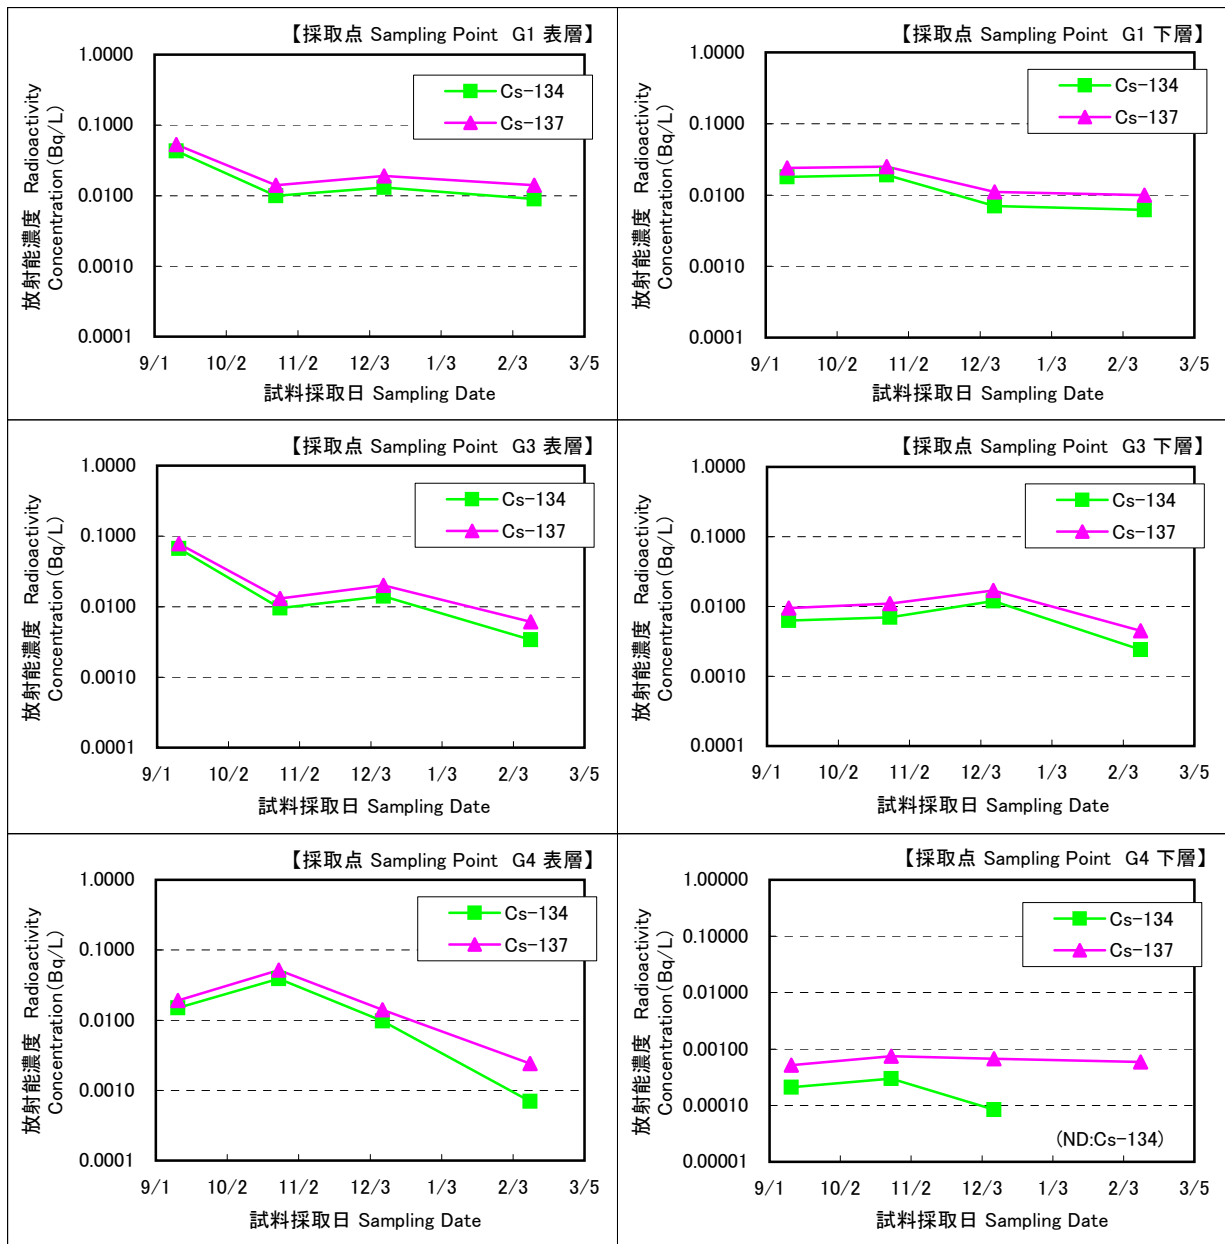 【採取点 Sampling Point G1 表層】
放射能濃度 Radioactivity
Concentration(Bq/L)
1.0000
0.1000
0.0100
0.0010
0.0001
Cs-134
Cs-137
9/1 10/2 11/2 12/3 1/3 2/3 3/5
試料採取日 Sampling Date
【採取点 Sampling Point G1 下層】
放射能濃度 Radioactivity
Concentration(Bq/L)
1.0000
0.1000
0.0100
0.0010
0.0001
Cs-134
Cs-137
9/1 10/2 11/2 12/3 1/3 2/3 3/5
試料採取日 Sampling Date
【採取点 Sampling Point G3 表層】
放射能濃度 Radioactivity
Concentration(Bq/L)
1.0000
0.1000
0.0100
0.0010
0.0001
Cs-134
Cs-137
9/1 10/2 11/2 12/3 1/3 2/3 3/5
試料採取日 Sampling Date
【採取点 Sampling Point G3 下層】
放射能濃度 Radioactivity
Concentration(Bq/L)
1.0000
0.1000
0.0100
0.0010
0.0001
Cs-134
Cs-137
9/1 10/2 11/2 12/3 1/3 2/3 3/5
試料採取日 Sampling Date
【採取点 Sampling Point G4 表層】
放射能濃度 Radioactivity
Concentration(Bq/L)
1.0000
0.1000
0.0100
0.0010
0.0001
Cs-134
Cs-137
9/1 10/2 11/2 12/3 1/3 2/3 3/5
試料採取日 Sampling Date
【採取点 Sampling Point G4 下層】
放射能濃度 Radioactivity
Concentration(Bq/L)
1.00000
0.10000
0.01000
0.00100
0.00010
0.00001
Cs-134
Cs-137
(ND:Cs-134)
9/1 10/2 11/2 12/3 1/3 2/3 3/5
試料採取日 Sampling Date